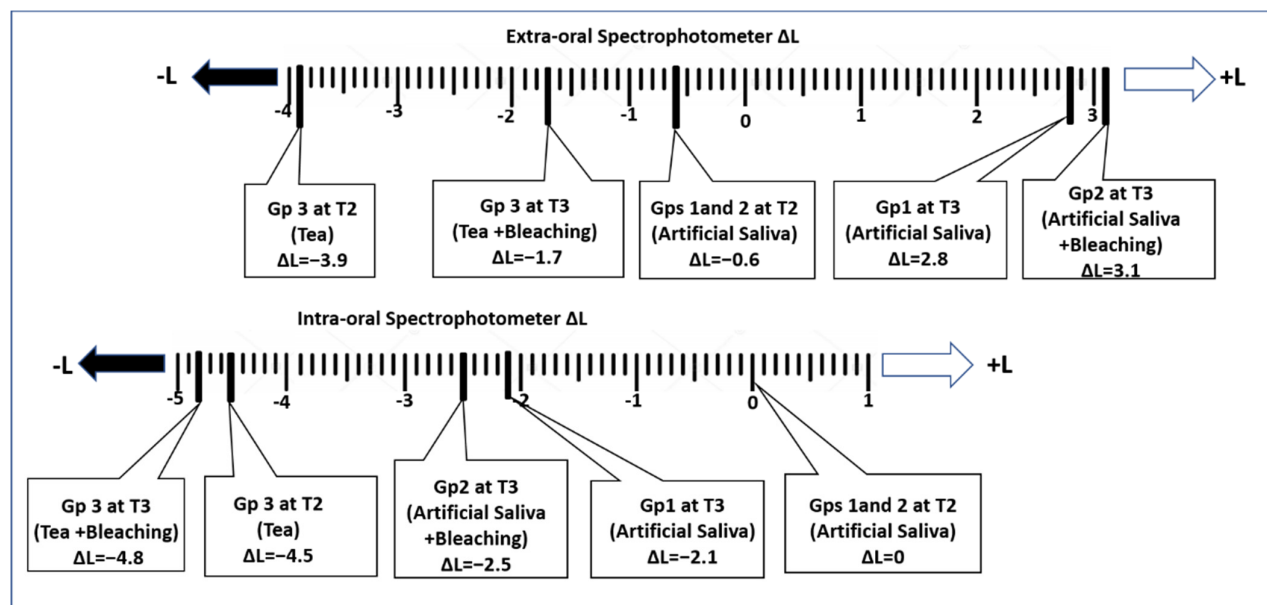 Extra-oral Spectrophotometer ΔL
-L
+L
-4
-3
-2
-1
0
1
2
3
Gp 3 at T2
(Tea)
ΔL=−3.9
Gp 3 at T3
(Tea +Bleaching)
ΔL=−1.7
Gps 1and 2 at T2
(Artificial Saliva)
ΔL=−0.6
Gp1 at T3
(Artificial Saliva)
ΔL=2.8
Gp2 at T3
(Artificial Saliva
+Bleaching)
ΔL=3.1
Intra-oral Spectrophotometer ΔL
-L
+L
-5
-4
-3
-2
-1
0
1
Gp 3 at T3
(Tea +Bleaching)
ΔL=−4.8
Gp 3 at T2
(Tea)
ΔL=−4.5
Gp2 at T3
(Artificial Saliva
+Bleaching)
ΔL=−2.5
Gp1 at T3
(Artificial Saliva)
ΔL=−2.1
Gps 1and 2 at T2
(Artificial Saliva)
ΔL=0